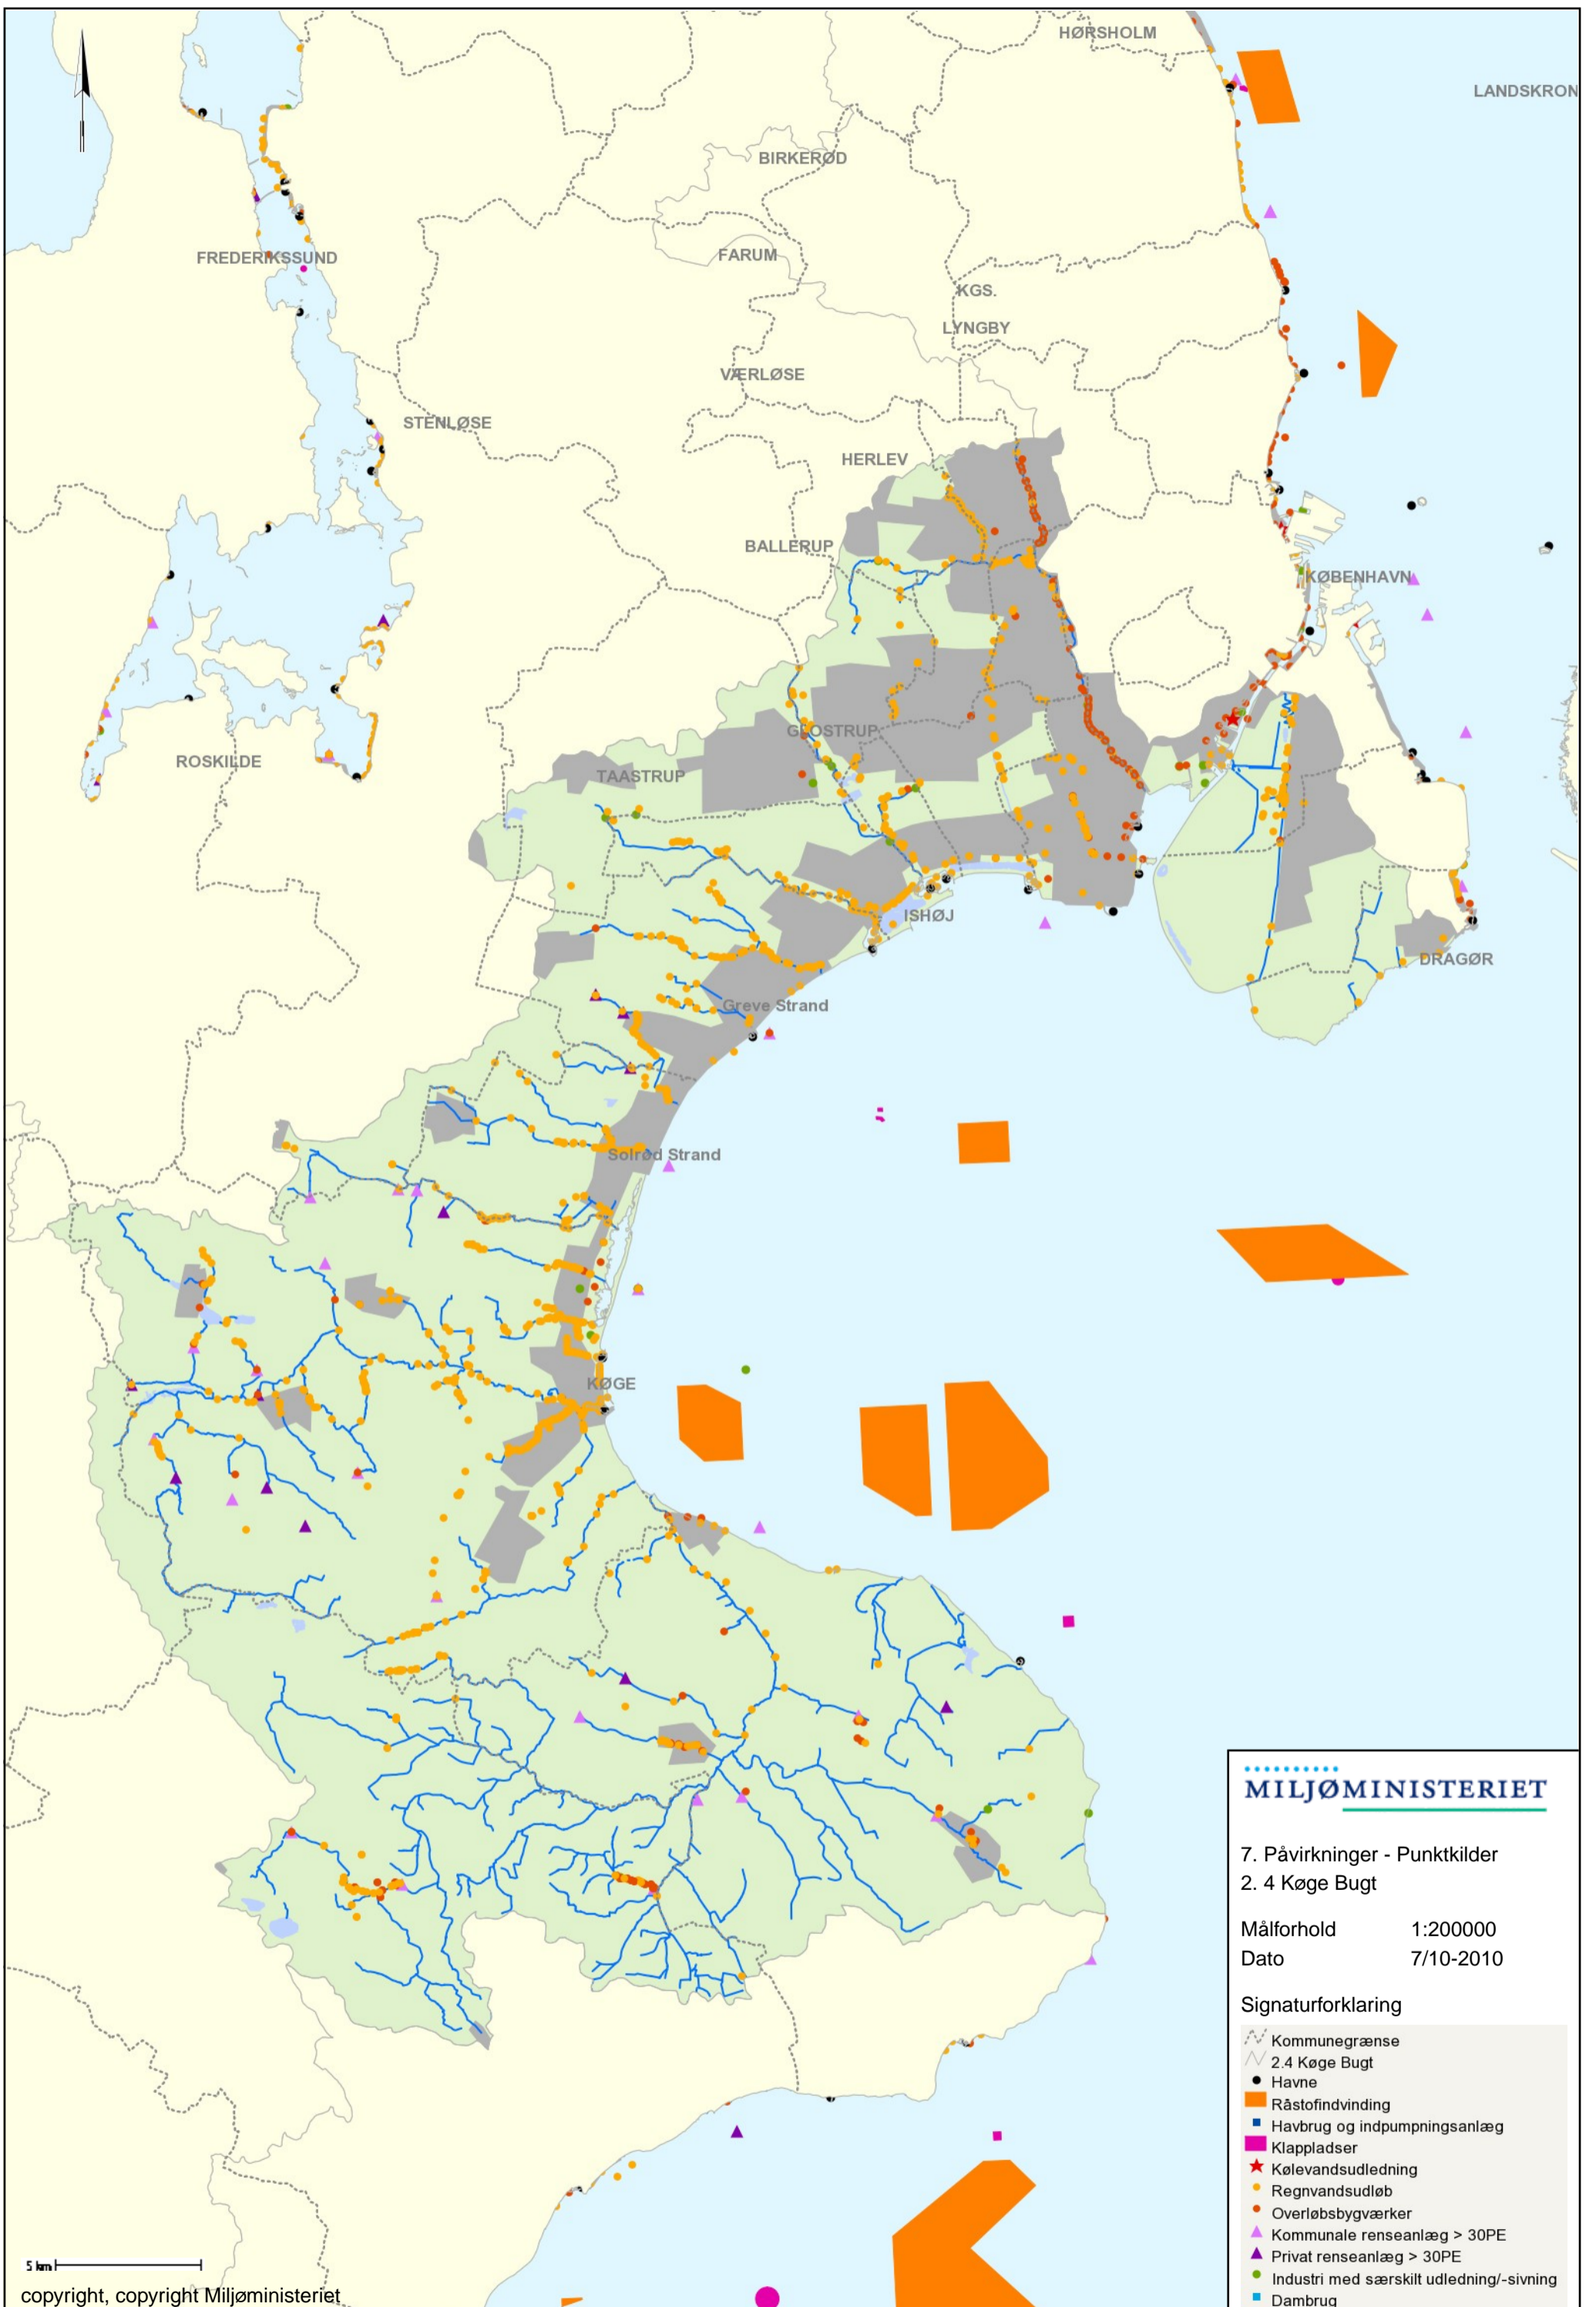 HØRSHOLM
LANDSKRON
BIRKERØD
FARUM
FREDERIKSSUND
KGS.
LYNGBY
VÆRLØSE
STENLØSE
HERLEV
BALLERUP
KØBENHAVN
GLOSTRUP
ROSKILDE
TAASTRUP
ISHØJ
DRAGØR
Greve Strand
Solrød Strand
KØGE
MILJØMINISTERIET
7. Påvirkninger - Punktkilder
2. 4 Køge Bugt
Målforhold 1:200000
Dato 7/10-2010
Signaturforklaring
Kommunegrænse
2.4 Køge Bugt
Havne
Råstofindvinding
Havbrug og indpumpningsanlæg
Klappladser
Kølevandsudledning
Regnvandsudløb
Overløbsbygværker
Kommunale renseanlæg > 30PE
Privat renseanlæg > 30PE
Industri med særskilt udledning/-sivning
Dambrug
5 km
copyright, copyright Miljøministeriet